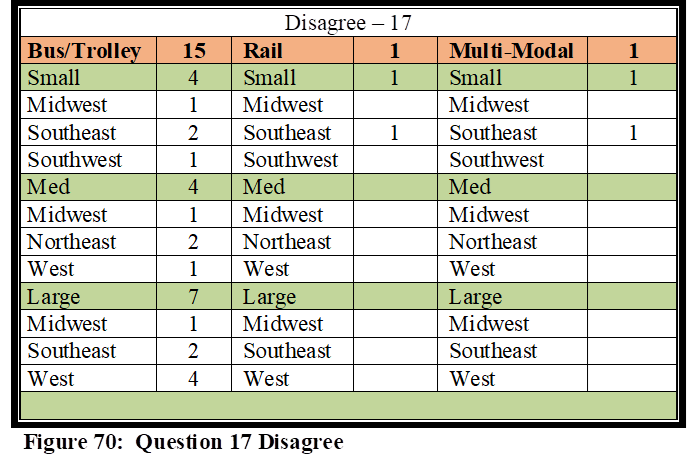 Disagree – 17
Bus/Trolley 15 Rail 1 Multi-Modal 1
Small 4 Small 1 Small 1
Midwest 1 Midwest Midwest
Southeast 2 Southeast 1 Southeast 1
Southwest 1 Southwest Southwest
Med 4 Med Med
Midwest 1 Midwest Midwest
Northeast 2 Northeast Northeast
West 1 West West
Large 7 Large Large
Midwest 1 Midwest Midwest
Southeast 2 Southeast Southeast
West 4 West West
Figure 70: Question 17 Disagree